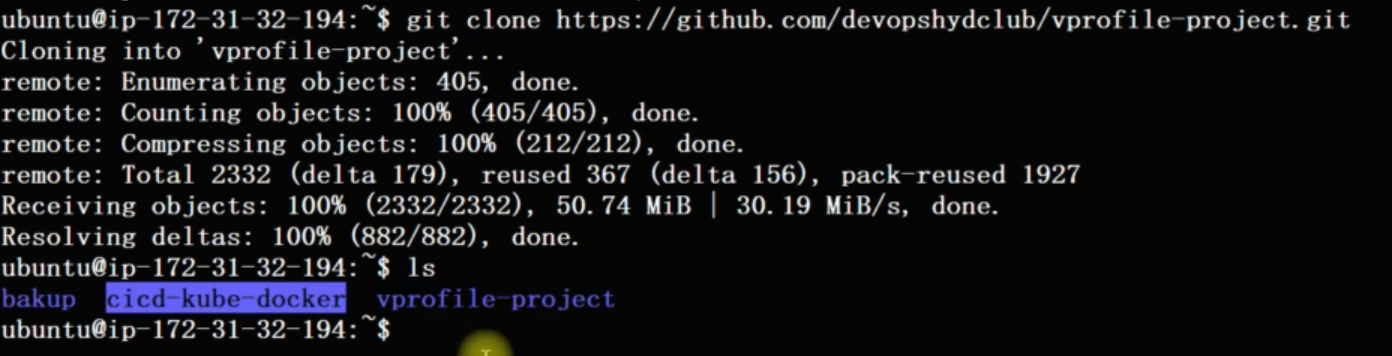 ubuntu@ip-172-31-32-194:~$ git clone https://github.com/devopshydclub/vprofile-project.git
Cloning into 'vprofile-project'...
remote: Enumerating objects: 405, done.
remote: Counting objects: 100% (405/405), done.
remote: Compressing objects: 100% (212/212), done.
remote: Total 2332 (delta 179), reused 367 (delta 156), pack-reused 1927
Receiving objects: 100% (2332/2332), 50.74 MiB | 30.19 MiB/s, done.
Resolving deltas: 100% (882/882), done.
ubuntu@ip-172-31-32-194:~$ ls
bakup  cicd-kube-docker  vprofile-project
ubuntu@ip-172-31-32-194:~$